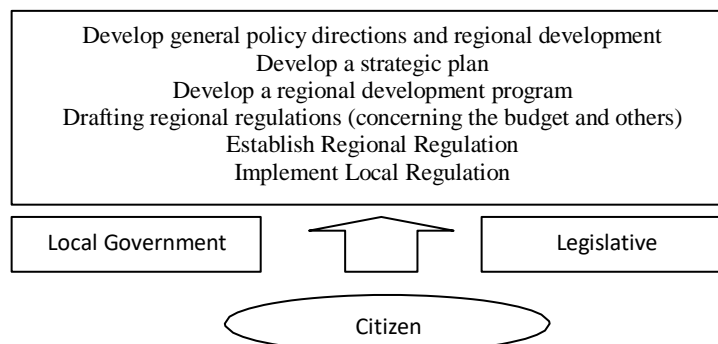 Develop general policy directions and regional development
Develop a strategic plan
Develop a regional development program
Drafting regional regulations (concerning the budget and others)
Establish Regional Regulation
Implement Local Regulation
Local Government
Legislative
Citizen